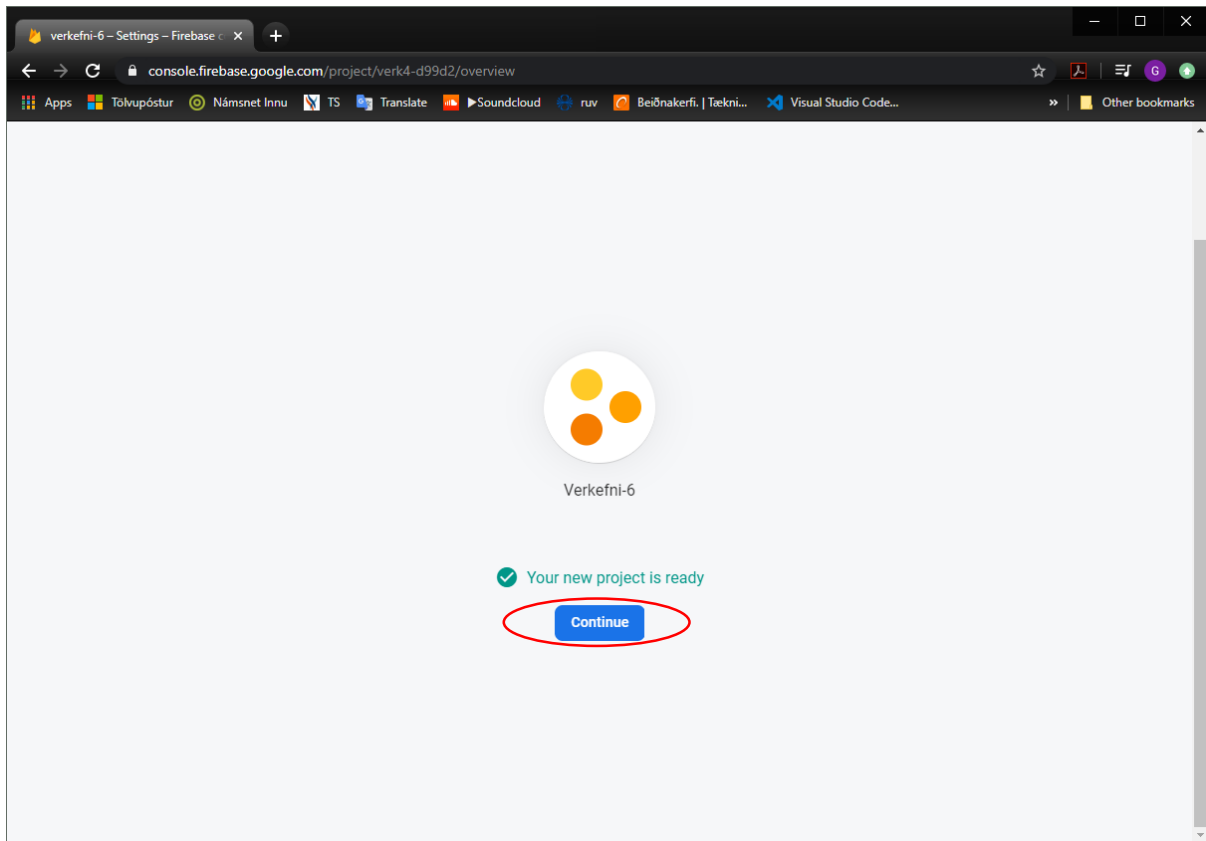 verkefni-6 – Settings – Firebase c
console.firebase.google.com/project/verk4-d99d2/overview
G
Apps Tölvupóstur Námsnet Innu TS Translate ▶Soundcloud ruv Beiðnakerfi. | Tækni... Visual Studio Code... » Other bookmarks
Verkefni-6
Your new project is ready
Continue